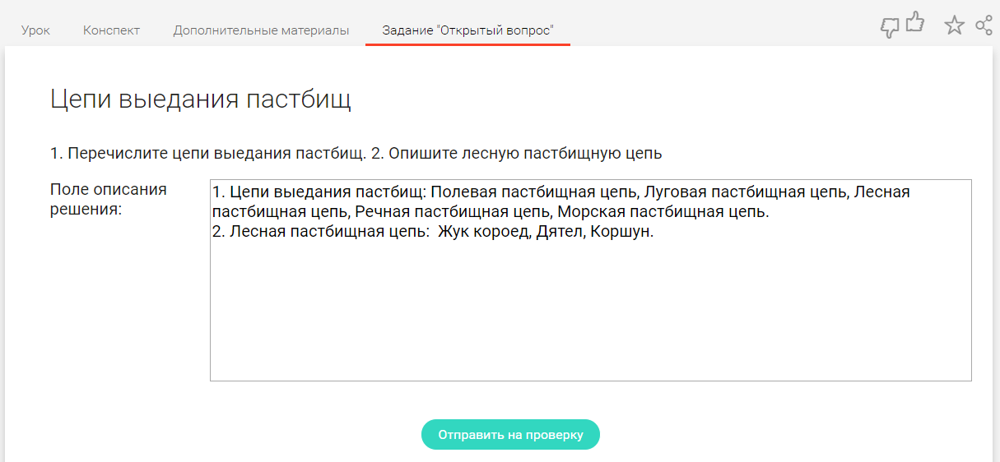 Урок Конспект Дополнительные материалы Задание "Открытый вопрос"
Цепи выедания пастбищ
1. Перечислите цепи выедания пастбищ. 2. Опишите лесную пастбищную цепь
Поле описания
решения:
1. Цепи выедания пастбищ: Полевая пастбищная цепь, Луговая пастбищная цепь, Лесная
пастбищная цепь, Речная пастбищная цепь, Морская пастбищная цепь.
2. Лесная пастбищная цепь:  Жук короед, Дятел, Коршун.
Отправить на проверку